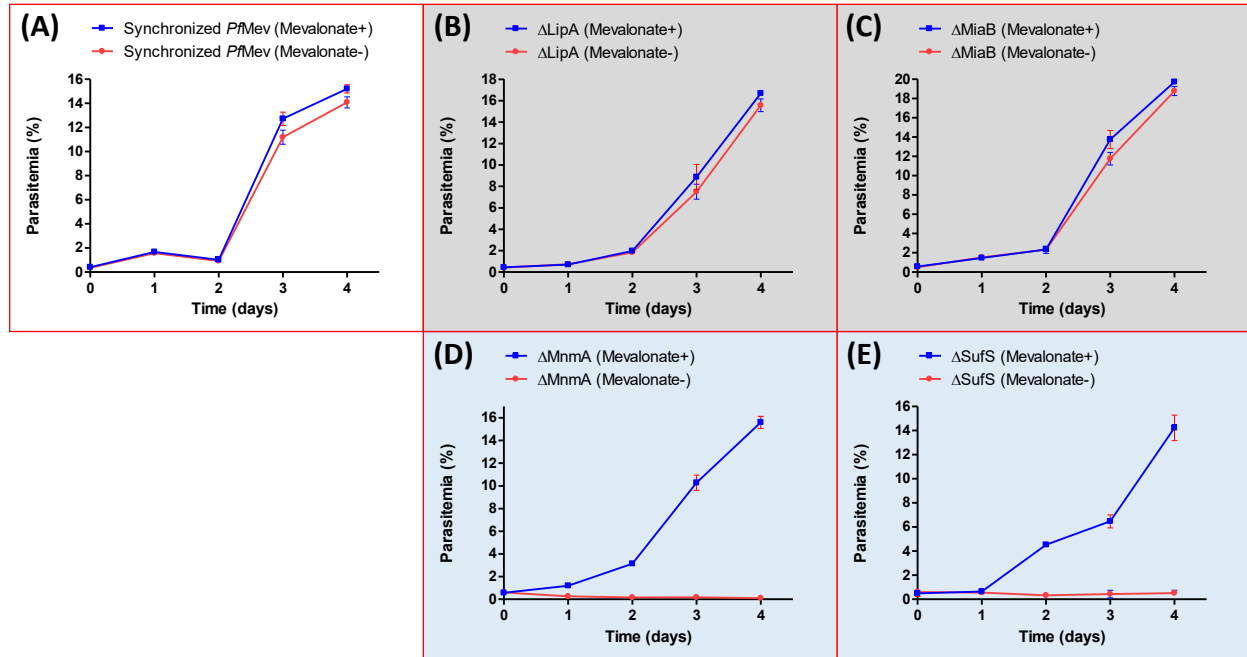 (A)
Synchronized PfMev (Mevalonate+)
Synchronized PfMev (Mevalonate-)
Parasitemia (%)
16
14
12
10
8
6
4
2
0
0 1 2 3 4
Time (days)
(B)
ΔLipA (Mevalonate+)
ΔLipA (Mevalonate-)
Parasitemia (%)
18
16
14
12
10
8
6
4
2
0
0 1 2 3 4
Time (days)
(C)
ΔMiaB (Mevalonate+)
ΔMiaB (Mevalonate-)
Parasitemia (%)
20
18
16
14
12
10
8
6
4
2
0
0 1 2 3 4
Time (days)
(D)
ΔMnmA (Mevalonate+)
ΔMnmA (Mevalonate-)
Parasitemia (%)
16
14
12
10
8
6
4
2
0
0 1 2 3 4
Time (days)
(E)
ΔSufS (Mevalonate+)
ΔSufS (Mevalonate-)
Parasitemia (%)
16
14
12
10
8
6
4
2
0
0 1 2 3 4
Time (days)